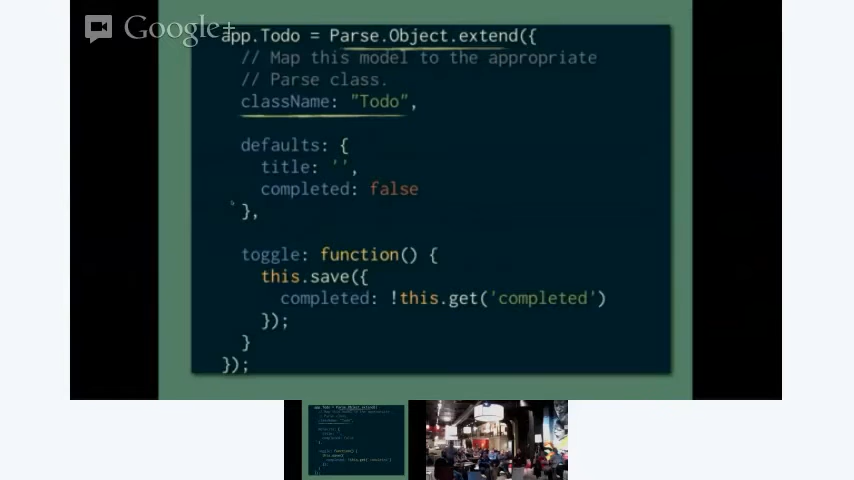 Google+
app.Todo = Parse.Object.extend({
// Map this model to the appropriate
// Parse class.
className: "Todo",
defaults: {
title: '',
completed: false
},
toggle: function() {
this.save({
completed: !this.get('completed')
});
}
});